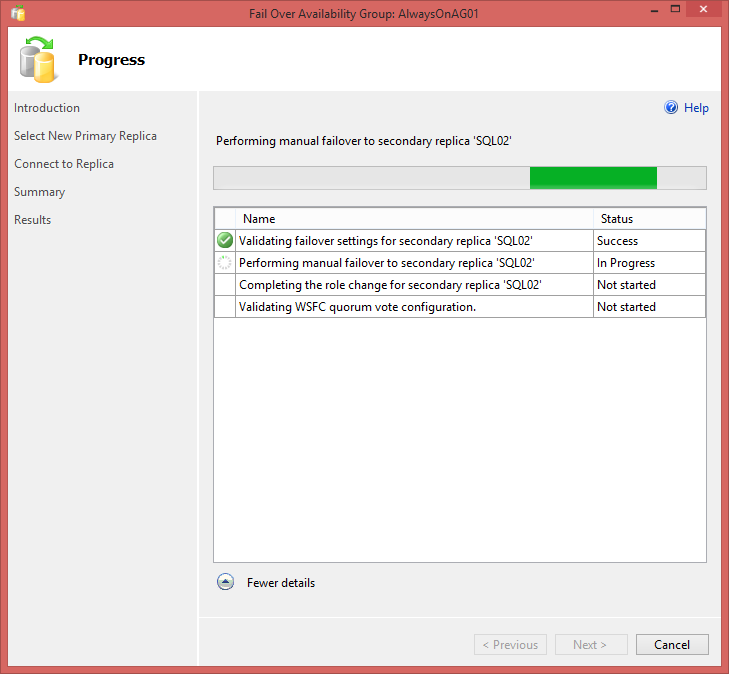 Fail Over Availability Group: AlwaysOnAG01
Progress
Introduction
Select New Primary Replica
Connect to Replica
Summary
Results
Help
Performing manual failover to secondary replica 'SQL02'
Name Status
Validating failover settings for secondary replica 'SQL02' Success
Performing manual failover to secondary replica 'SQL02' In Progress
Completing the role change for secondary replica 'SQL02' Not started
Validating WSFC quorum vote configuration. Not started
Fewer details
< Previous Next > Cancel